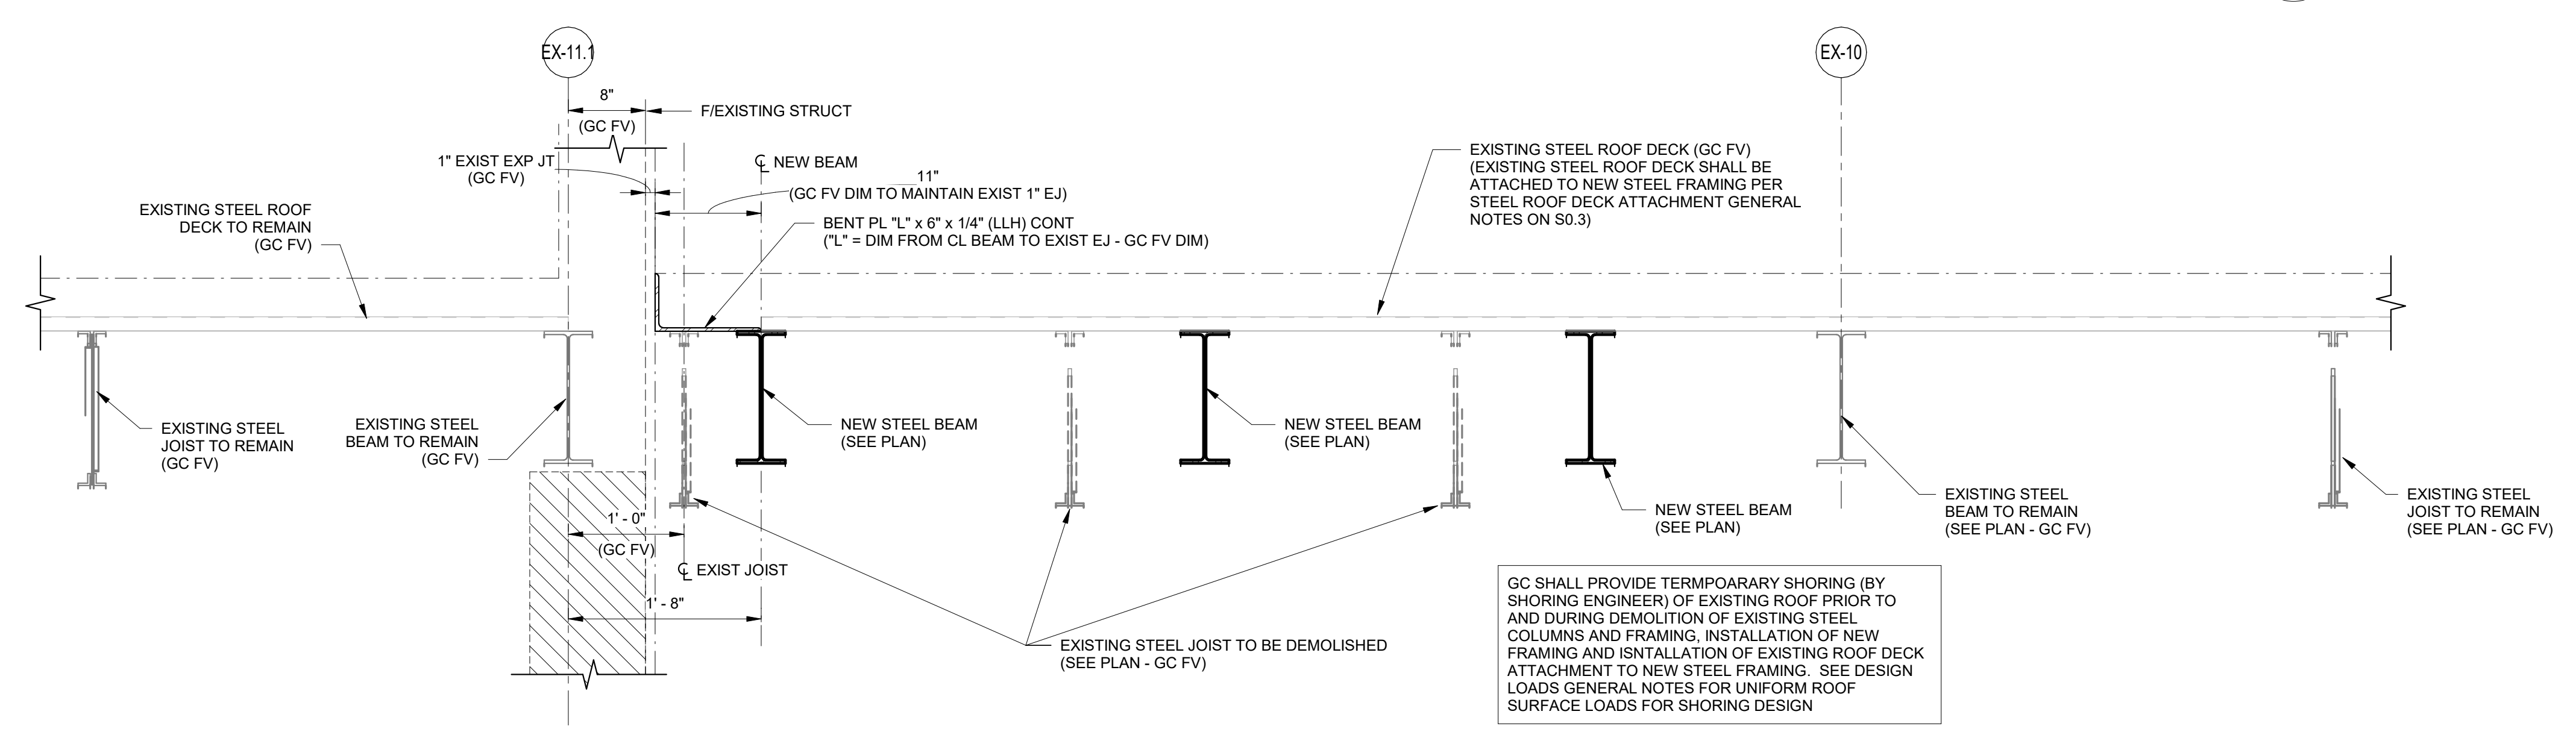 EX-11.1
EX-10
8"
(GC FV)
F/EXISTING STRUCT
1" EXIST EXP JT
(GC FV)
CL NEW BEAM
11"
(GC FV DIM TO MAINTAIN EXIST 1" EJ)
BENT PL "L" x 6" x 1/4" (LLH) CONT
("L" = DIM FROM CL BEAM TO EXIST EJ - GC FV DIM)
EXISTING STEEL ROOF DECK (GC FV)
(EXISTING STEEL ROOF DECK SHALL BE
ATTACHED TO NEW STEEL FRAMING PER
STEEL ROOF DECK ATTACHMENT GENERAL
NOTES ON S0.3)
EXISTING STEEL ROOF
DECK TO REMAIN
(GC FV)
EXISTING STEEL
JOIST TO REMAIN
(GC FV)
EXISTING STEEL
BEAM TO REMAIN
(GC FV)
NEW STEEL BEAM
(SEE PLAN)
NEW STEEL BEAM
(SEE PLAN)
NEW STEEL BEAM
(SEE PLAN)
EXISTING STEEL
BEAM TO REMAIN
(SEE PLAN - GC FV)
EXISTING STEEL
JOIST TO REMAIN
(SEE PLAN - GC FV)
1' - 0"
(GC FV)
CL EXIST JOIST
1' - 8"
EXISTING STEEL JOIST TO BE DEMOLISHED
(SEE PLAN - GC FV)
GC SHALL PROVIDE TERMPOARARY SHORING (BY
SHORING ENGINEER) OF EXISTING ROOF PRIOR TO
AND DURING DEMOLITION OF EXISTING STEEL
COLUMNS AND FRAMING, INSTALLATION OF NEW
FRAMING AND ISNTALLATION OF EXISTING ROOF DECK
ATTACHMENT TO NEW STEEL FRAMING. SEE DESIGN
LOADS GENERAL NOTES FOR UNIFORM ROOF
SURFACE LOADS FOR SHORING DESIGN